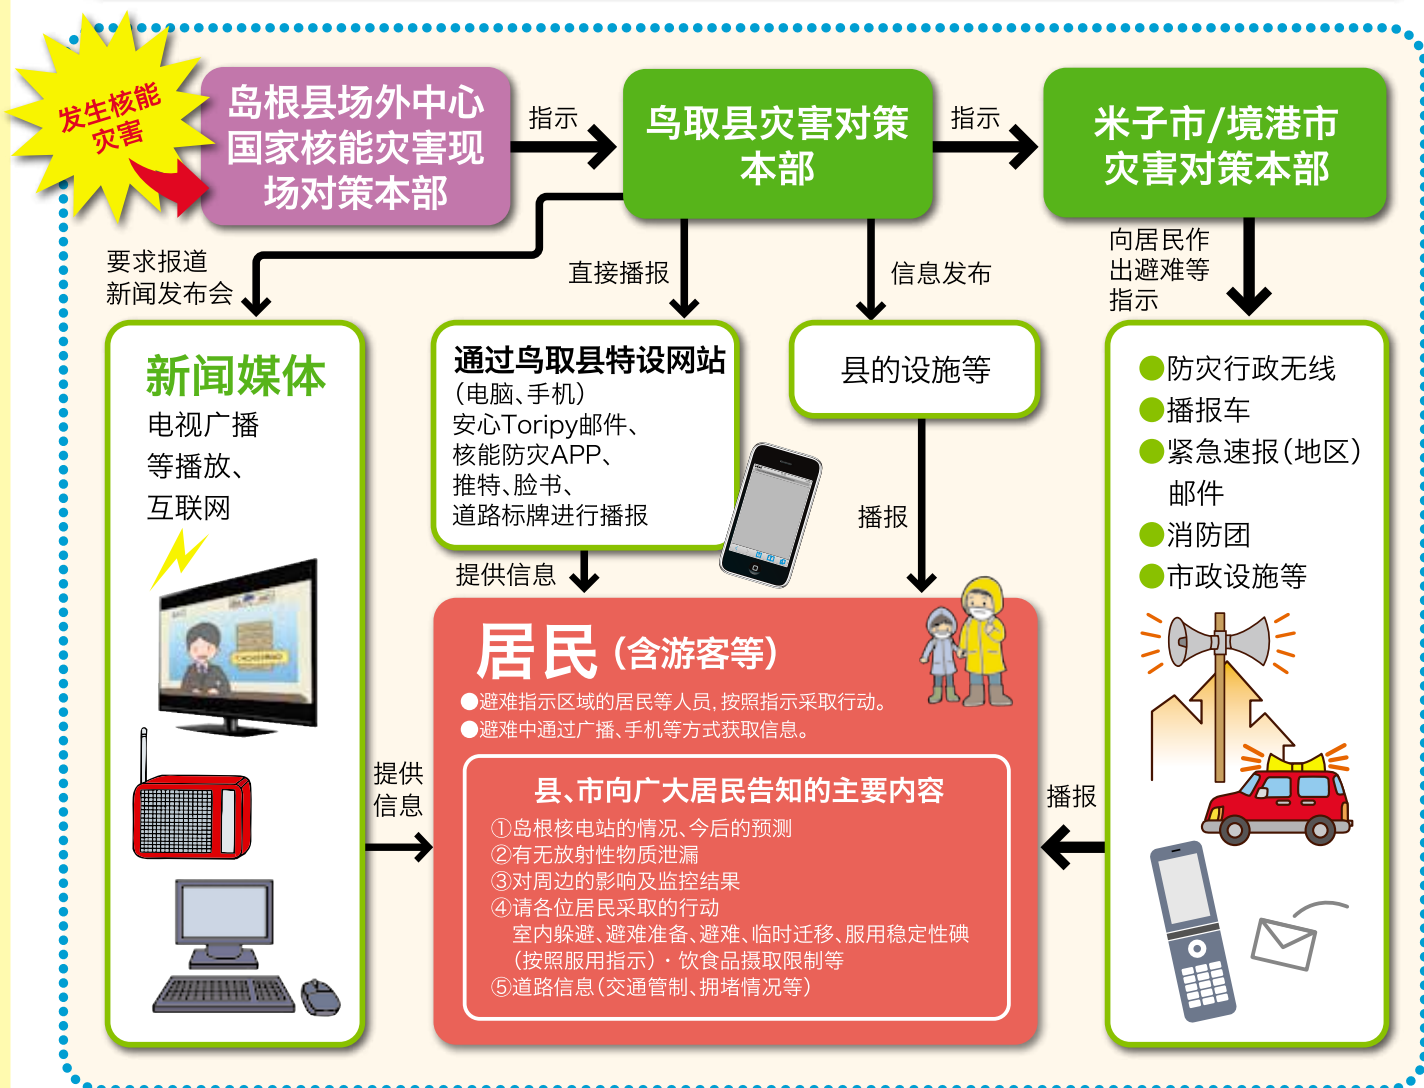 发生核能
灾害
岛根县场外中心
国家核能灾害现
场对策本部
指示
鸟取县灾害对策
本部
指示
米子市/境港市
灾害对策本部
要求报道
新闻发布会
直接播报
信息发布
向居民作
出避难等
指示
新闻媒体
电视广播
等播放、
互联网
通过鸟取县特设网站
（电脑、手机）
安心Toripy邮件、
核能防灾APP、
推特、脸书、
道路标牌进行播报
县的设施等
●防灾行政无线
●播报车
●紧急速报（地区）
邮件
●消防团
●市政设施等
提供信息
播报
居民（含游客等）
●避难指示区域的居民等人员，按照指示采取行动。
●避难中通过广播、手机等方式获取信息。
提供
信息
播报
县、市向广大居民告知的主要内容
①岛根核电站的情况、今后的预测
②有无放射性物质泄漏
③对周边的影响及监控结果
④请各位居民采取的行动
室内躲避、避难准备、避难、临时迁移、服用稳定性碘
（按照服用指示）・饮食品摄取限制等
⑤道路信息（交通管制、拥堵情况等）